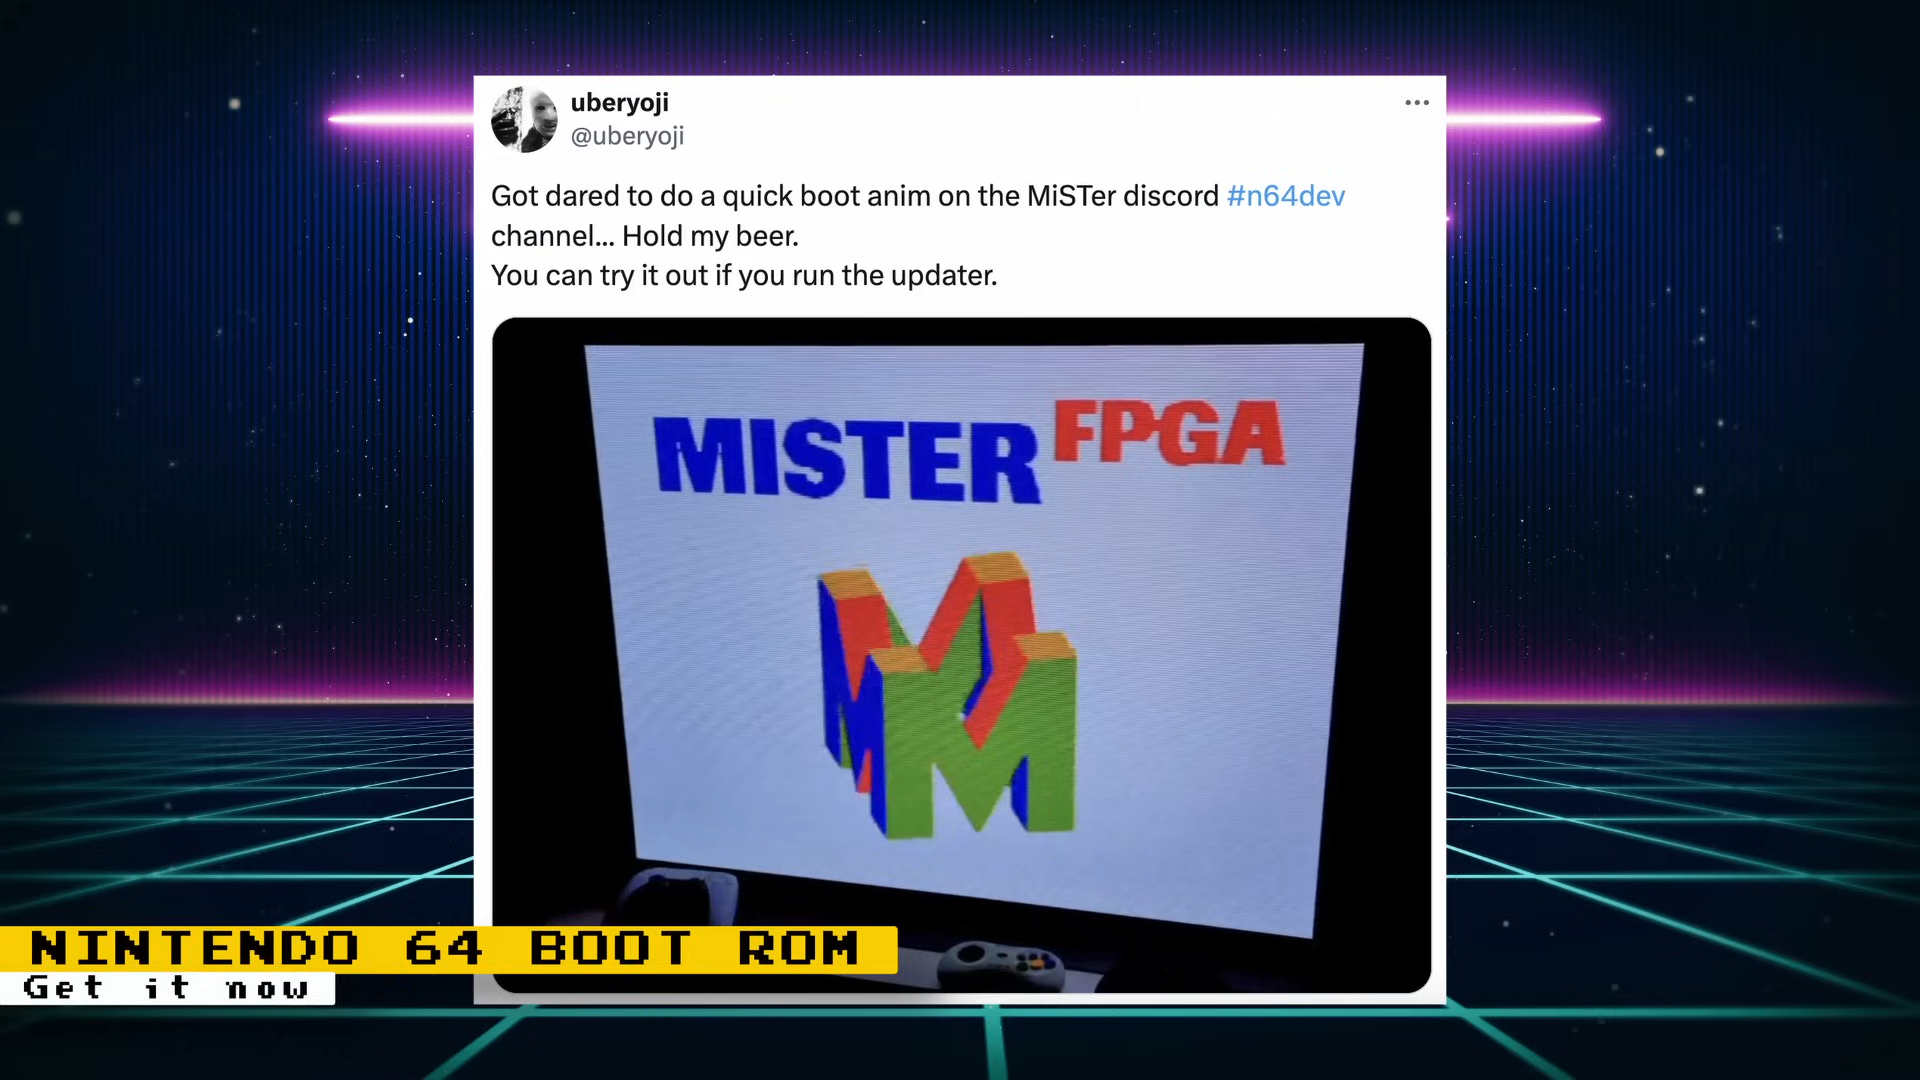 uberyoji
@uberyoji
Got dared to do a quick boot anim on the MiSTer discord #n64dev
channel... Hold my beer.
You can try it out if you run the updater.
MISTER FPGA
NINTENDO 64 BOOT ROM
Get it now